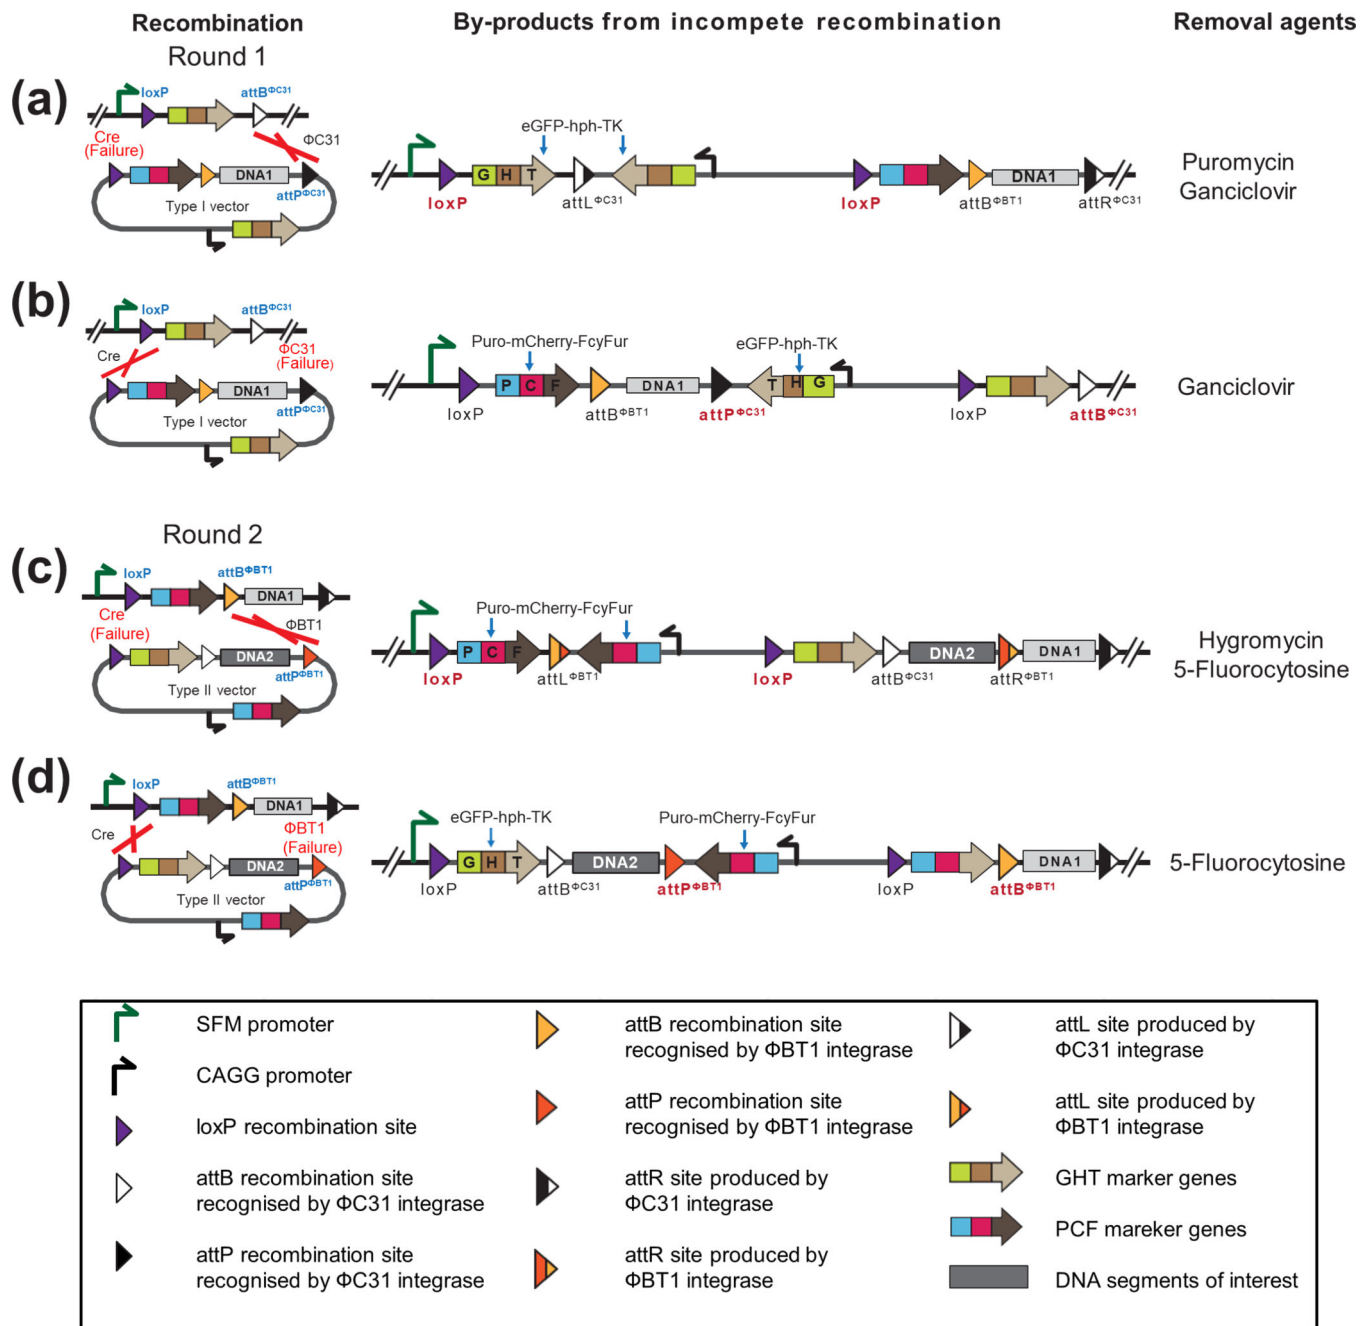 Recombination
By-products from incompete recombination
Removal agents
Round 1
(a)
loxP
attBΦC31
Cre
(Failure)
ΦC31
DNA1
attPΦC31
Type I vector
eGFP-hph-TK
G H T
loxP
attLΦC31
loxP
DNA1
attBΦBT1
attRΦC31
Puromycin
Ganciclovir
(b)
loxP
attBΦC31
Cre
ΦC31
(Failure)
DNA1
attPΦC31
Type I vector
Puro-mCherry-FcyFur
eGFP-hph-TK
P C F
DNA1
T H G
loxP
attBΦBT1
attPΦC31
loxP
attBΦC31
Ganciclovir
Round 2
(c)
loxP
attBΦBT1
DNA1
Cre
(Failure)
ΦBT1
DNA2
attPΦBT1
Type II vector
Puro-mCherry-FcyFur
P C F
DNA2
DNA1
loxP
attLΦBT1
loxP
attBΦC31
attRΦBT1
Hygromycin
5-Fluorocytosine
(d)
loxP
attBΦBT1
DNA1
Cre
ΦBT1
(Failure)
DNA2
attPΦBT1
Type II vector
eGFP-hph-TK
Puro-mCherry-FcyFur
G H T
DNA2
DNA1
loxP
attBΦC31
attPΦBT1
loxP
attBΦBT1
5-Fluorocytosine
SFM promoter
CAGG promoter
loxP recombination site
attB recombination site
recognised by ΦC31 integrase
attP recombination site
recognised by ΦC31 integrase
attB recombination site
recognised by ΦBT1 integrase
attP recombination site
recognised by ΦBT1 integrase
attR site produced by
ΦC31 integrase
attR site produced by
ΦBT1 integrase
attL site produced by
ΦC31 integrase
attL site produced by
ΦBT1 integrase
GHT marker genes
PCF mareker genes
DNA segments of interest